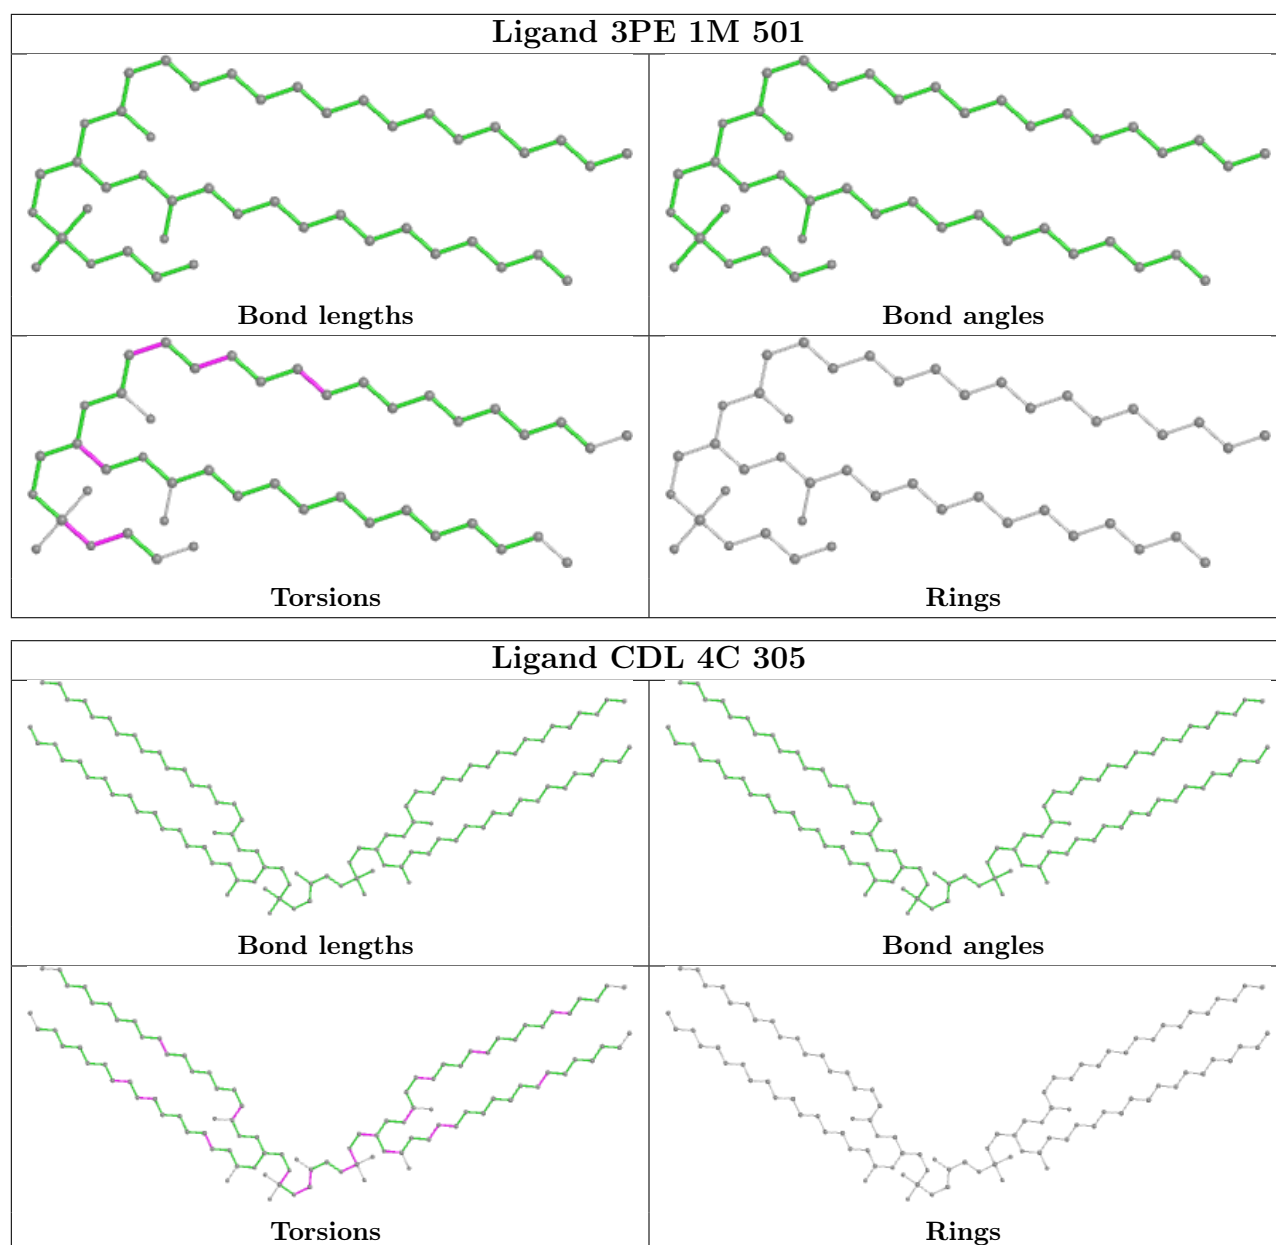 Ligand 3PE 1M 501
Bond lengths
Bond angles
Torsions
Rings
Ligand CDL 4C 305
Bond lengths
Bond angles
Torsions
Rings